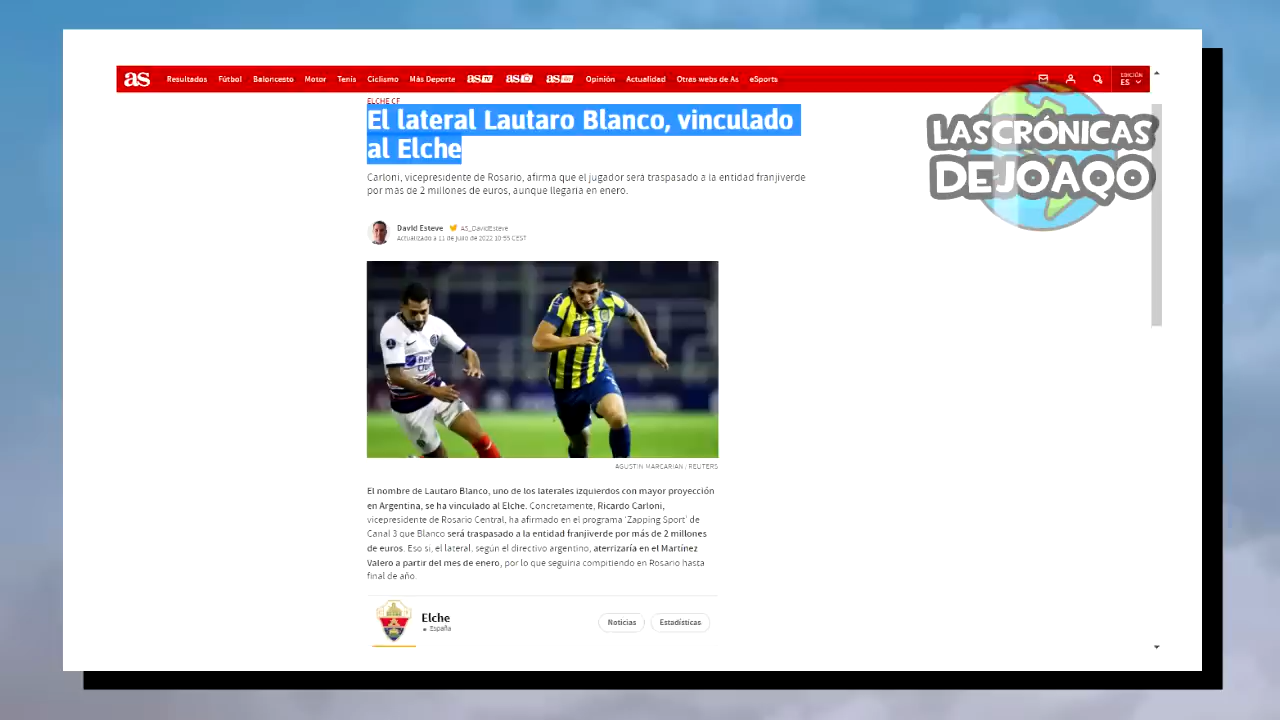 as Resultados Fútbol Baloncesto Motor Tenis Ciclismo Más Deporte as TV as as Opinión Actualidad Otras webs de As eSports EDICIÓN ES
ELCHE CF
El lateral Lautaro Blanco, vinculado
al Elche
Carloni, vicepresidente de Rosario, afirma que el jugador será traspasado a la entidad franjiverde
por más de 2 millones de euros, aunque llegaría en enero.
LAS CRÓNICAS
DE JOAQO
David Esteve AS_DavidEsteve
Actualizado a 11 de julio de 2022 10:55 CEST
AGUSTIN MARCARIAN | REUTERS
El nombre de Lautaro Blanco, uno de los laterales izquierdos con mayor proyección
en Argentina, se ha vinculado al Elche. Concretamente, Ricardo Carloni,
vicepresidente de Rosario Central, ha afirmado en el programa 'Zapping Sport' de
Canal 3 que Blanco será traspasado a la entidad franjiverde por más de 2 millones
de euros. Eso sí, el lateral, según el directivo argentino, aterrizaría en el Martínez
Valero a partir del mes de enero, por lo que seguiría compitiendo en Rosario hasta
final de año.
Elche
España
Noticias Estadísticas